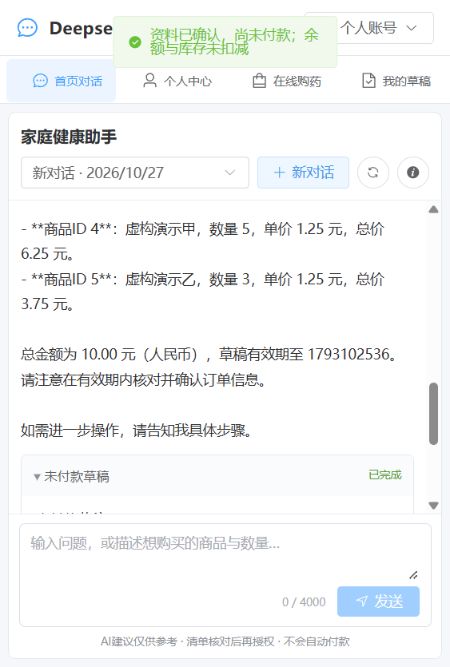 Deepse
资料已确认，尚未付款；余
额与库存未扣减
个人账号
首页对话
个人中心
在线购药
我的草稿
家庭健康助手
新对话 · 2026/10/27
新对话
- **商品ID 4**：虚构演示甲，数量 5，单价 1.25 元，总价
6.25 元。
- **商品ID 5**：虚构演示乙，数量 3，单价 1.25 元，总价
3.75 元。
总金额为 10.00 元（人民币），草稿有效期至 1793102536。
请注意在有效期内核对并确认订单信息。
如需进一步操作，请告知我具体步骤。
未付款草稿
已完成
输入问题，或描述想购买的商品与数量...
0 / 4000
发送
AI建议仅供参考 · 清单核对后再授权 · 不会自动付款